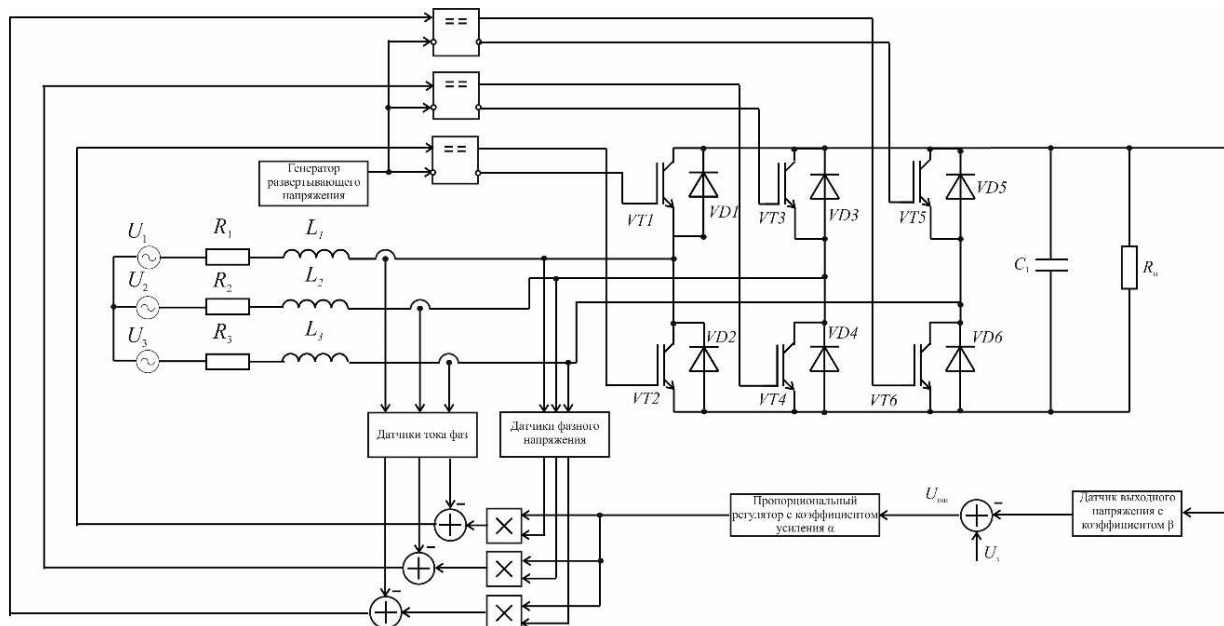 ==
==
==
Генератор
развертывающего
напряжения
VT1
VD1
VT3
VD3
VT5
VD5
U₁
R₁
L₁
U₂
R₂
L₂
U₃
R₃
L₃
C₁
Rн
VT2
VD2
VT4
VD4
VT6
VD6
Датчики тока фаз
Датчики фазного
напряжения
Пропорциональный
регулятор с коэффициентом
усиления α
Uош
Датчик выходного
напряжения с
коэффициентом β
Uз